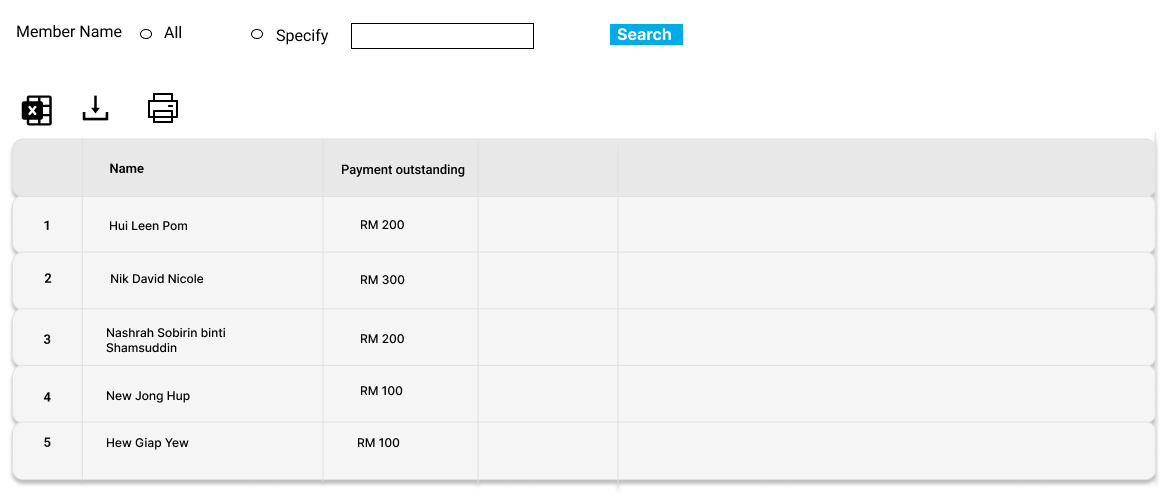 Member Name All Specify Search
X
Name Payment outstanding
1 Hui Leen Pom RM 200
2 Nik David Nicole RM 300
3 Nashrah Sobirin binti
Shamsuddin RM 200
4 New Jong Hup RM 100
5 Hew Giap Yew RM 100